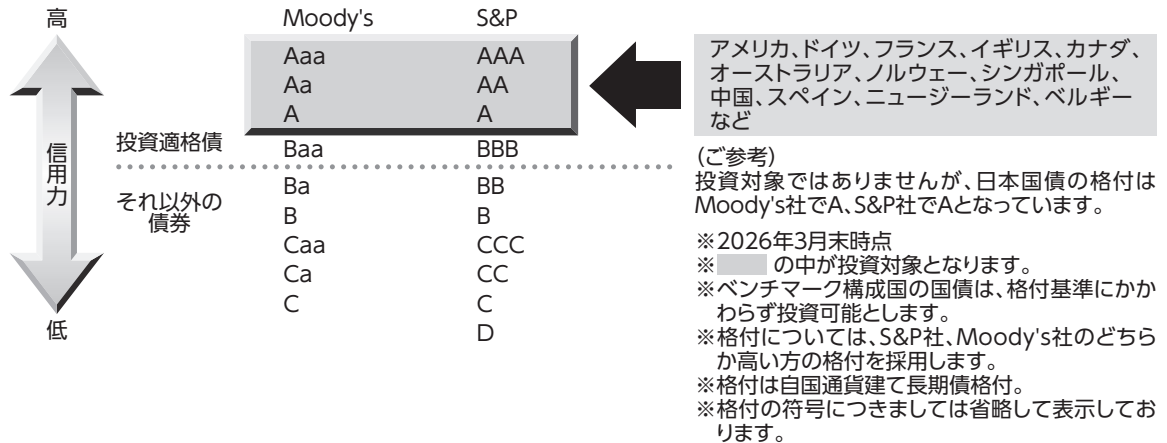 高
Moody's S&P
Aaa AAA
Aa AA
A A
投資適格債 Baa BBB
信用力
それ以外の
債券
Ba BB
B B
Caa CCC
Ca CC
C C
D
低
アメリカ、ドイツ、フランス、イギリス、カナダ、
オーストラリア、ノルウェー、シンガポール、
中国、スペイン、ニュージーランド、ベルギー
など
(ご参考)
投資対象ではありませんが、日本国債の格付は
Moody's社でA、S&P社でAとなっています。
※2026年3月末時点
※ の中が投資対象となります。
※ベンチマーク構成国の国債は、格付基準にかか
わらず投資可能とします。
※格付については、S&P社、Moody's社のどちら
か高い方の格付を採用します。
※格付は自国通貨建て長期債格付。
※格付の符号につきましては省略して表示してお
ります。